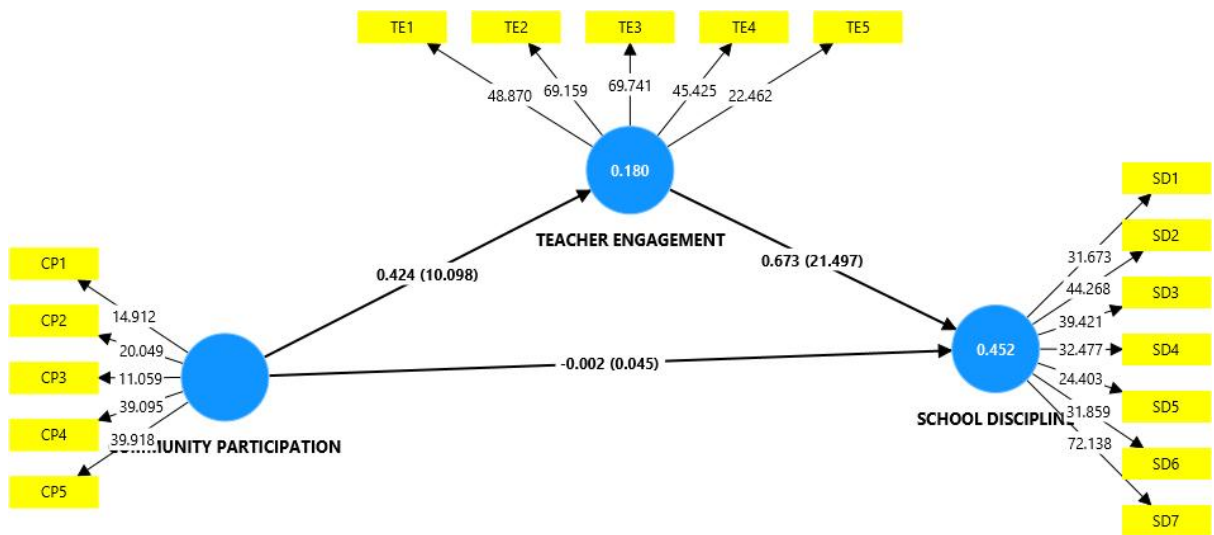 TE1
TE2
TE3
TE4
TE5
48.870
69.159
69.741
45.425
22.462
0.180
TEACHER ENGAGEMENT
0.424 (10.098)
0.673 (21.497)
-0.002 (0.045)
CP1
CP2
CP3
CP4
CP5
14.912
20.049
11.059
39.095
39.918
PARTICIPATION
SD1
SD2
SD3
SD4
SD5
SD6
SD7
31.673
44.268
39.421
32.477
24.403
31.859
72.138
0.452
SCHOOL DISCIPLINE